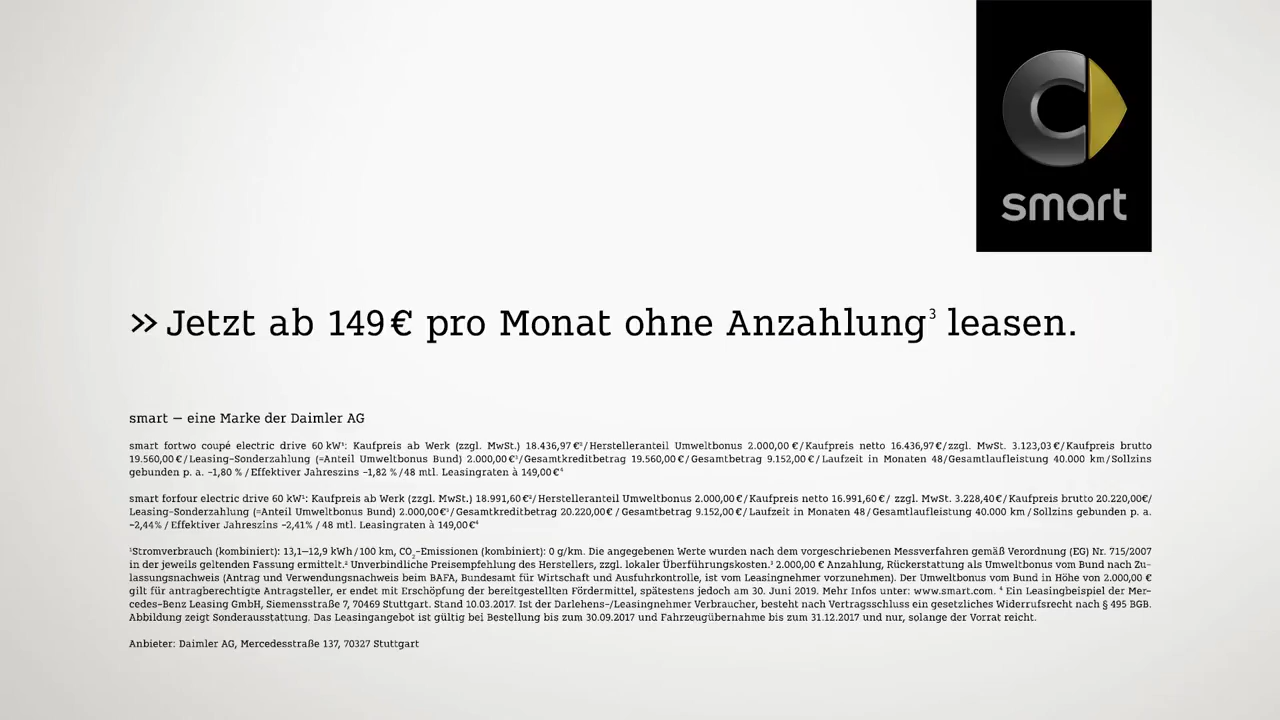 smart
» Jetzt ab 149 € pro Monat ohne Anzahlung³ leasen.
smart – eine Marke der Daimler AG
smart fortwo coupé electric drive 60 kW¹: Kaufpreis ab Werk (zzgl. MwSt.) 18.436,97 €²/Herstelleranteil Umweltbonus 2.000,00 €/Kaufpreis netto 16.436,97 €/zzgl. MwSt. 3.123,03 €/Kaufpreis brutto
19.560,00 €/Leasing-Sonderzahlung (=Anteil Umweltbonus Bund) 2.000,00 €³/Gesamtkreditbetrag 19.560,00 €/Gesamtbetrag 9.152,00 €/Laufzeit in Monaten 48/Gesamtlaufleistung 40.000 km/Sollzins
gebunden p. a. -1,80 % / Effektiver Jahreszins -1,82 % / 48 mtl. Leasingraten à 149,00 €⁴
smart forfour electric drive 60 kW¹: Kaufpreis ab Werk (zzgl. MwSt.) 18.991,60 €²/Herstelleranteil Umweltbonus 2.000,00 €/Kaufpreis netto 16.991,60 €/ zzgl. MwSt. 3.228,40 €/Kaufpreis brutto 20.220,00€/
Leasing-Sonderzahlung (=Anteil Umweltbonus Bund) 2.000,00 €³/Gesamtkreditbetrag 20.220,00 € / Gesamtbetrag 9.152,00 €/Laufzeit in Monaten 48 / Gesamtlaufleistung 40.000 km / Sollzins gebunden p. a.
-2,44% / Effektiver Jahreszins -2,41% / 48 mtl. Leasingraten à 149,00 €⁴
¹Stromverbrauch (kombiniert): 13,1–12,9 kWh / 100 km, CO₂-Emissionen (kombiniert): 0 g/km. Die angegebenen Werte wurden nach dem vorgeschriebenen Messverfahren gemäß Verordnung (EG) Nr. 715/2007
in der jeweils geltenden Fassung ermittelt.² Unverbindliche Preisempfehlung des Herstellers, zzgl. lokaler Überführungskosten.³ 2.000,00 € Anzahlung, Rückerstattung als Umweltbonus vom Bund nach Zu-
lassungsnachweis (Antrag und Verwendungsnachweis beim BAFA, Bundesamt für Wirtschaft und Ausfuhrkontrolle, ist vom Leasingnehmer vorzunehmen). Der Umweltbonus vom Bund in Höhe von 2.000,00 €
gilt für antragberechtigte Antragsteller, er endet mit Erschöpfung der bereitgestellten Fördermittel, spätestens jedoch am 30. Juni 2019. Mehr Infos unter: www.smart.com. ⁴ Ein Leasingbeispiel der Mer-
cedes-Benz Leasing GmbH, Siemensstraße 7, 70469 Stuttgart. Stand 10.03.2017. Ist der Darlehens-/Leasingnehmer Verbraucher, besteht nach Vertragsschluss ein gesetzliches Widerrufsrecht nach § 495 BGB.
Abbildung zeigt Sonderausstattung. Das Leasingangebot ist gültig bei Bestellung bis zum 30.09.2017 und Fahrzeugübernahme bis zum 31.12.2017 und nur, solange der Vorrat reicht.
Anbieter: Daimler AG, Mercedesstraße 137, 70327 Stuttgart